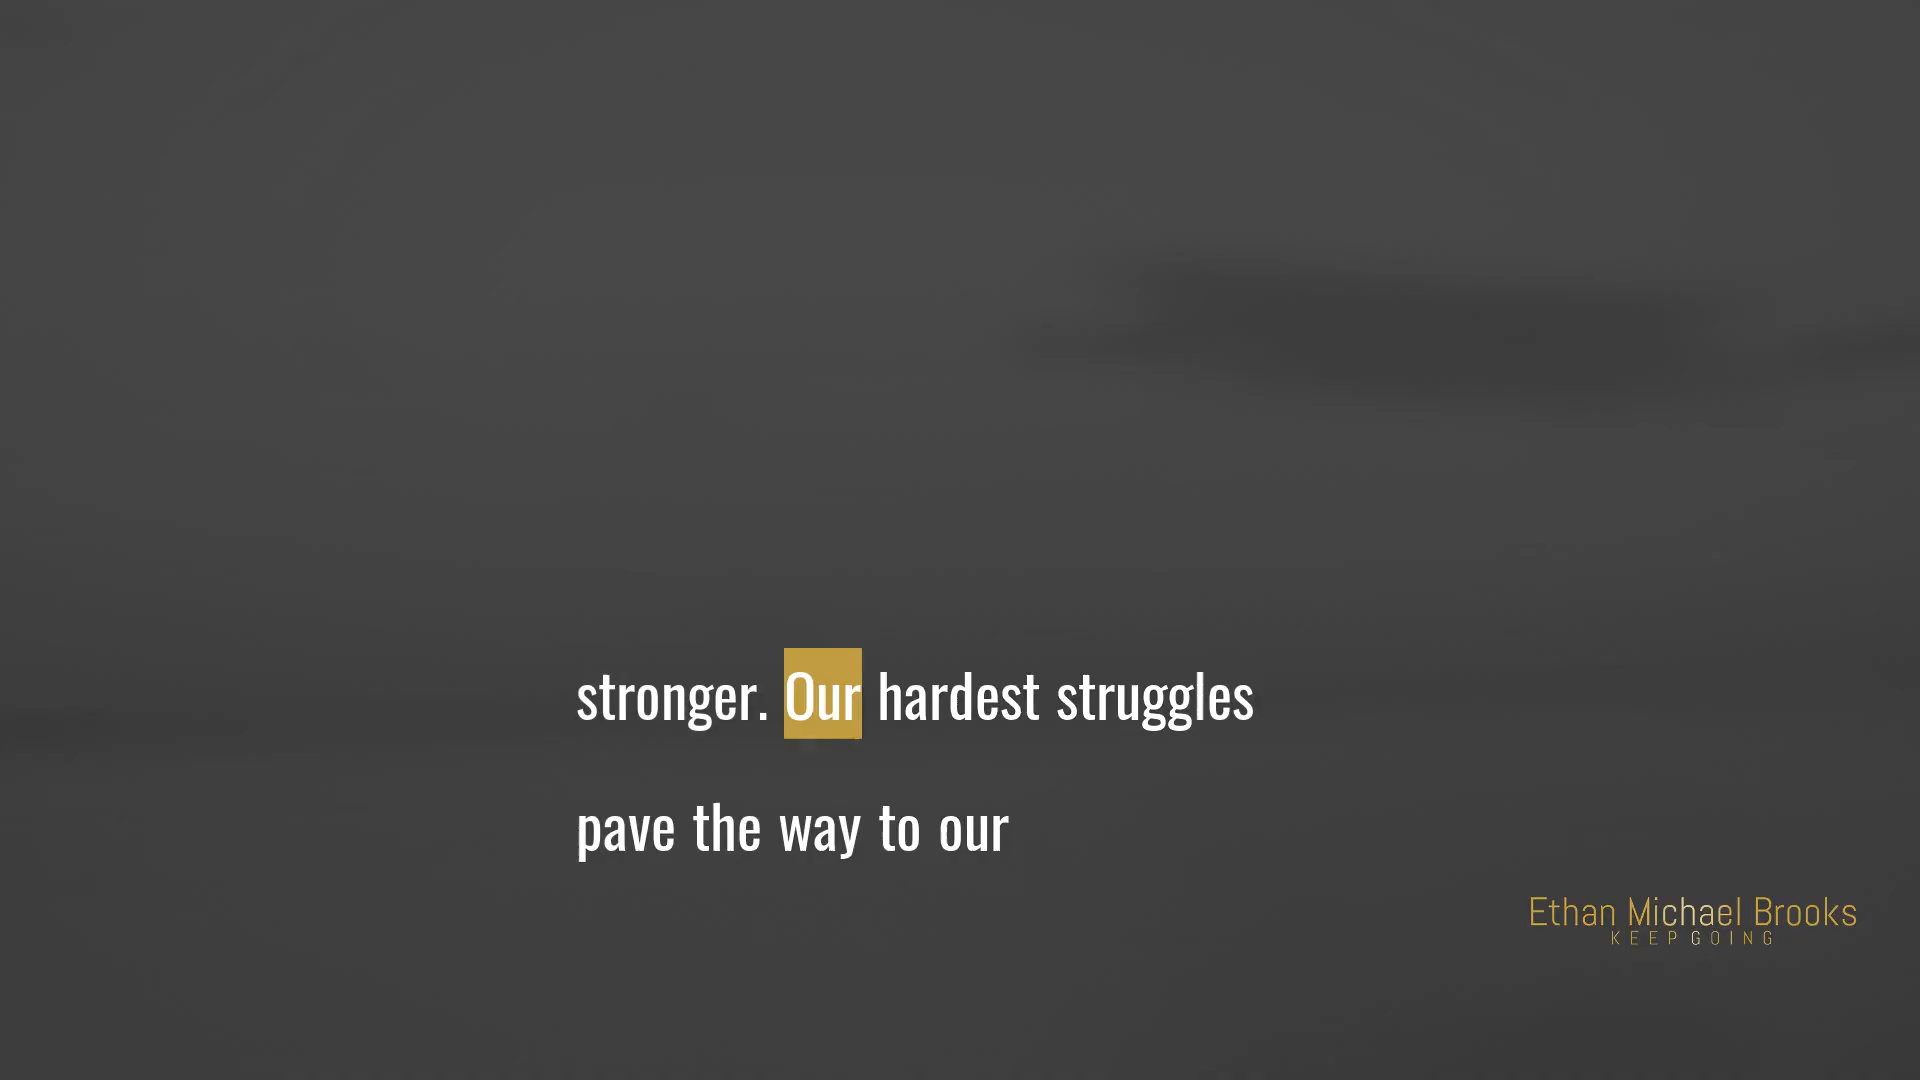 stronger. Our hardest struggles
pave the way to our
Ethan Michael Brooks
KEEP GOING